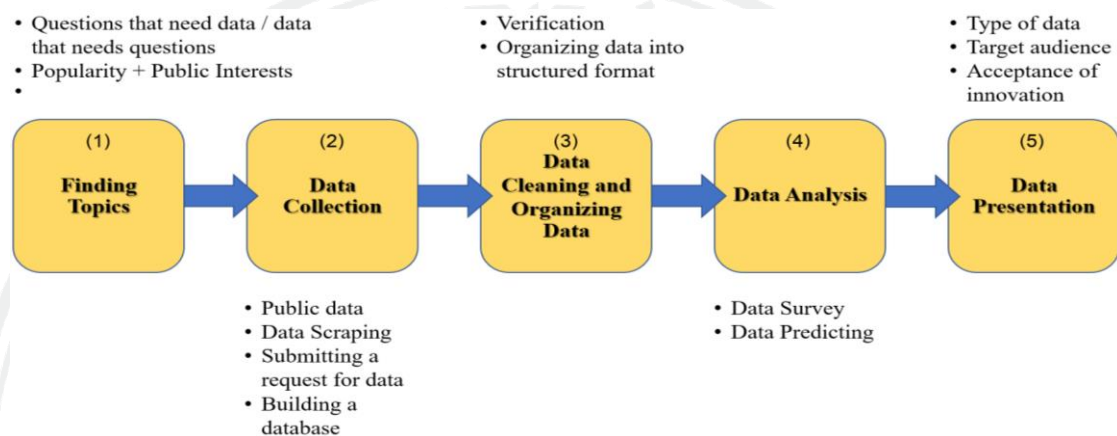 • Questions that need data / data
that needs questions
• Popularity + Public Interests
•
• Verification
• Organizing data into
structured format
• Type of data
• Target audience
• Acceptance of
innovation
(1)
Finding
Topics
(2)
Data
Collection
(3)
Data
Cleaning and
Organizing
Data
(4)
Data Analysis
(5)
Data
Presentation
• Public data
• Data Scraping
• Submitting a
request for data
• Building a
database
• Data Survey
• Data Predicting